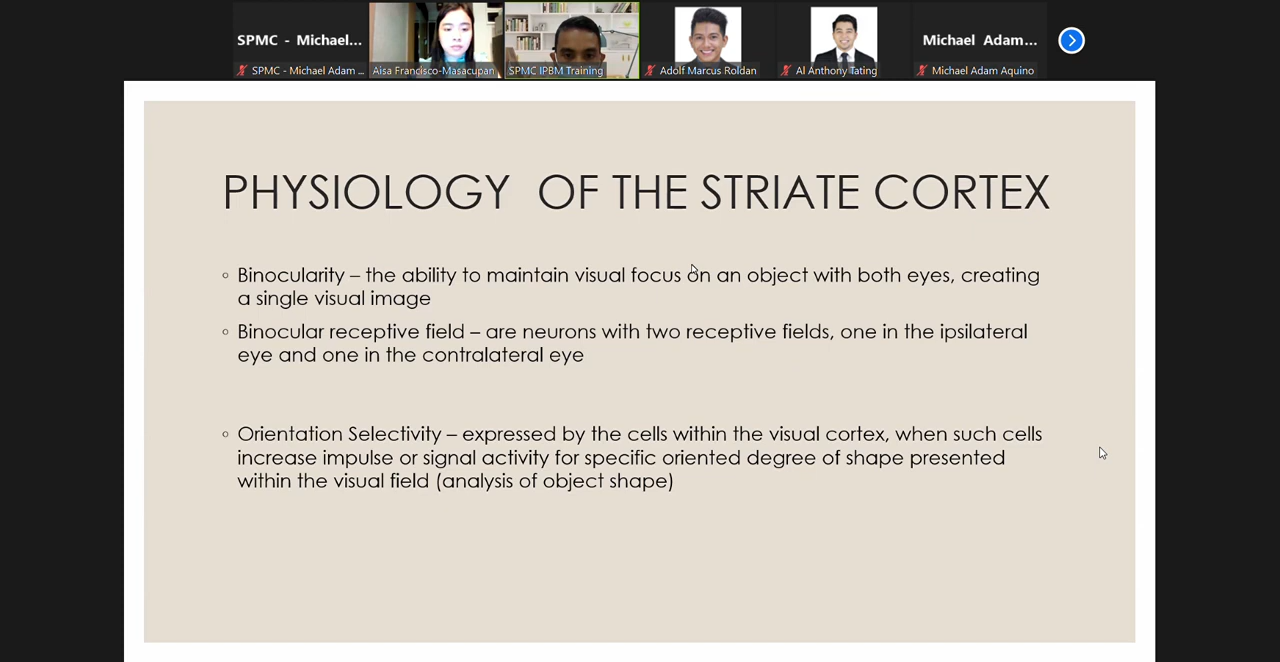 SPMC - Michael...
SPMC - Michael Adam ...
Aisa Francisco-Masacupan
SPMC IPBM Training
Adolf Marcus Roldan
Al Anthony Tating
Michael Adam...
Michael Adam Aquino
PHYSIOLOGY OF THE STRIATE CORTEX
◦ Binocularity – the ability to maintain visual focus on an object with both eyes, creating
a single visual image
◦ Binocular receptive field – are neurons with two receptive fields, one in the ipsilateral
eye and one in the contralateral eye
◦ Orientation Selectivity – expressed by the cells within the visual cortex, when such cells
increase impulse or signal activity for specific oriented degree of shape presented
within the visual field (analysis of object shape)